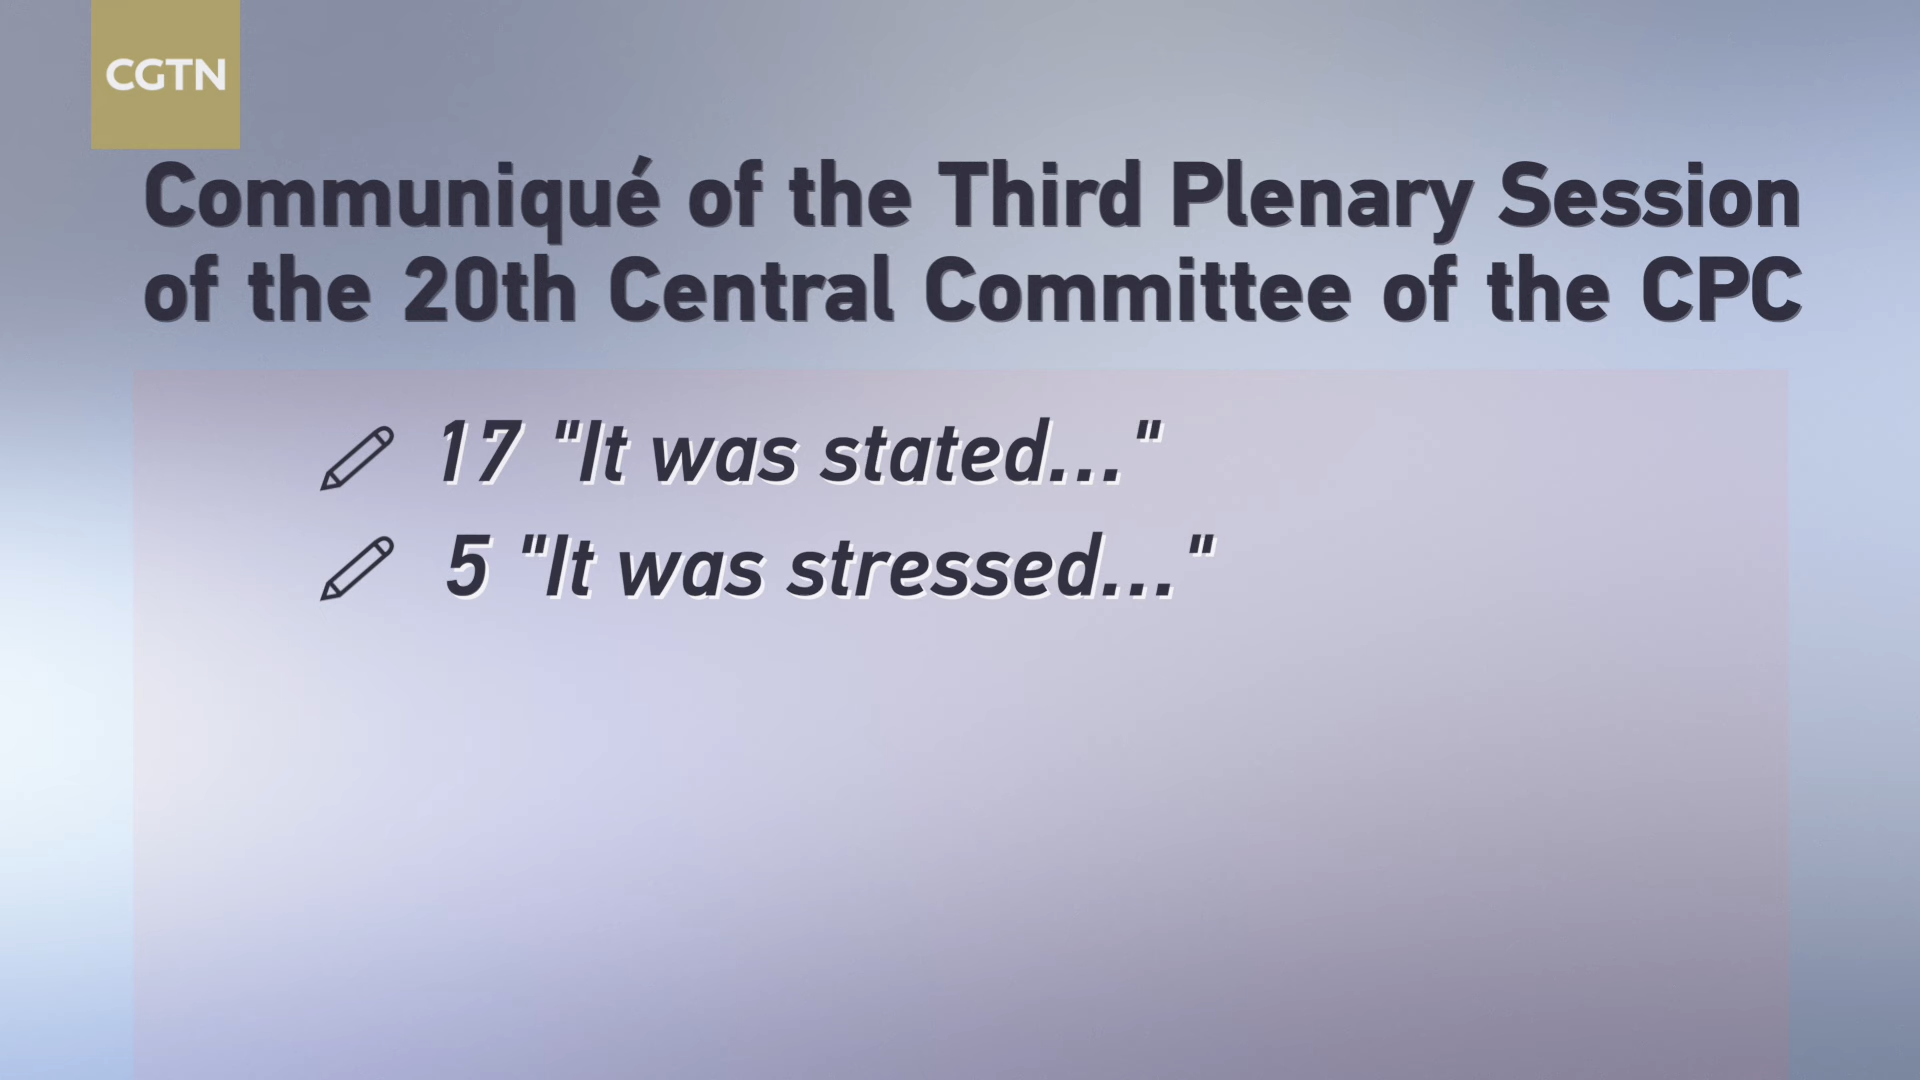 CGTN
Communiqué of the Third Plenary Session
of the 20th Central Committee of the CPC
17 "It was stated..."
5 "It was stressed..."